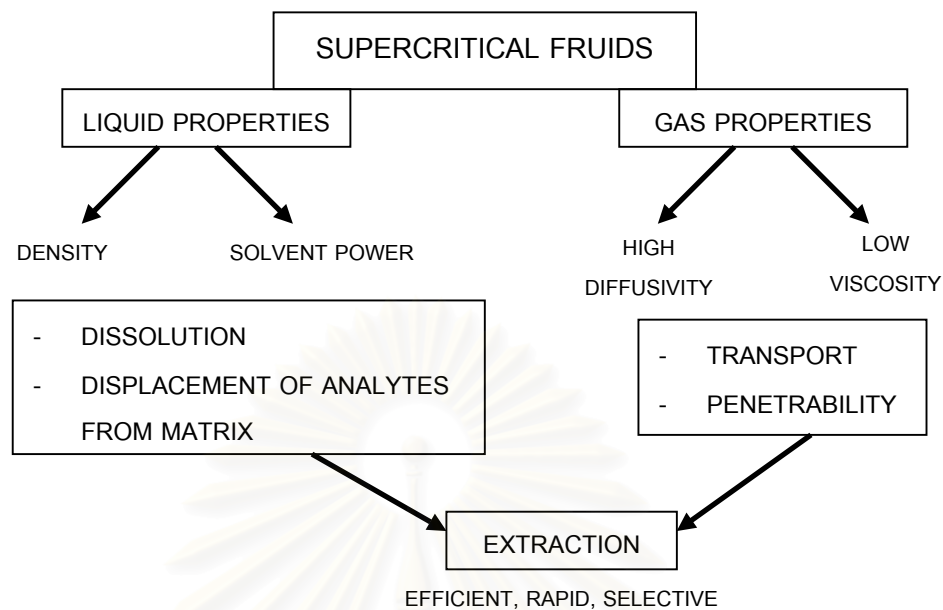 SUPERCRITICAL FRUIDS
LIQUID PROPERTIES
GAS PROPERTIES
DENSITY
SOLVENT POWER
HIGH
DIFFUSIVITY
LOW
VISCOSITY
- DISSOLUTION
- DISPLACEMENT OF ANALYTES
FROM MATRIX
- TRANSPORT
- PENETRABILITY
EXTRACTION
EFFICIENT, RAPID, SELECTIVE